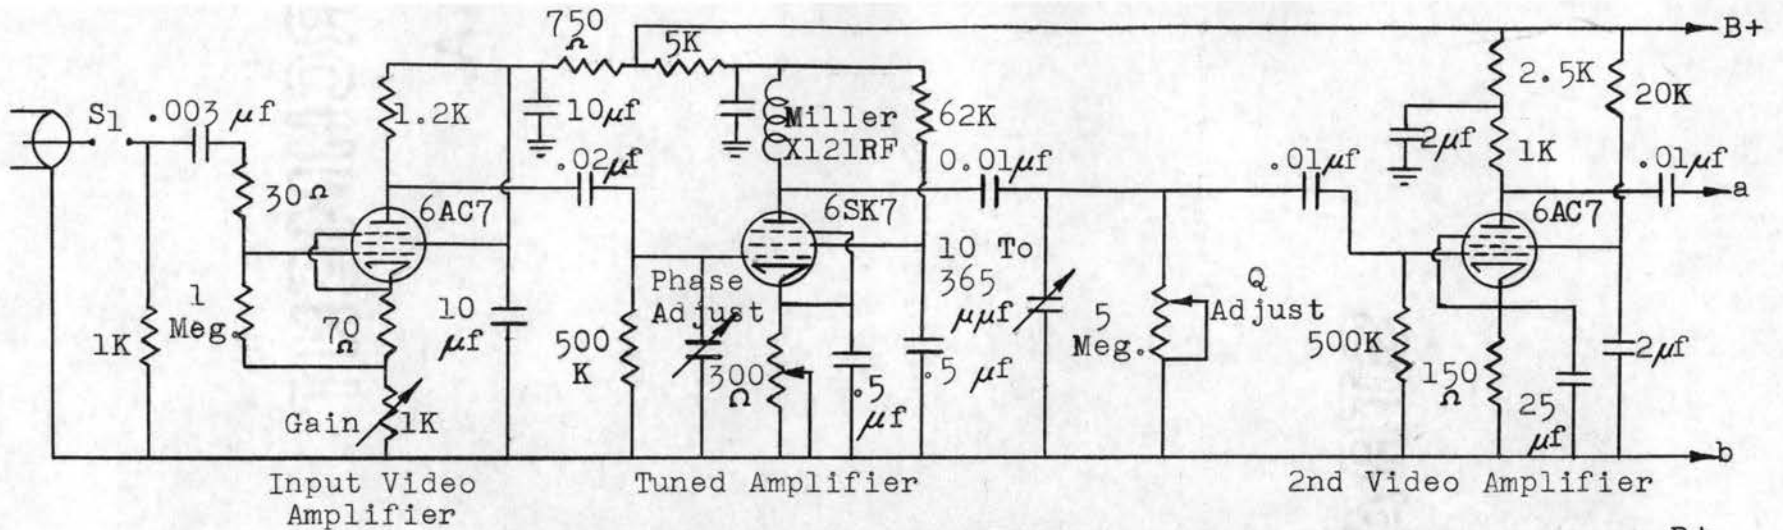 750
Ω
5K
B+
S1
.003 μf
1.2K
10μf
Miller
X121RF
62K
2.5K
20K
2μf
1K
.02μf
0.01μf
.01μf
.01μf
a
30Ω
6AC7
6SK7
6AC7
10 To
365
μμf
Phase
Adjust
Q
Adjust
1
Meg.
1K
70
Ω
10
μf
500
K
300
Ω
.5
μf
.5 μf
5
Meg.
500K
150
Ω
25
μf
2μf
Gain
1K
b
Input Video
Amplifier
Tuned Amplifier
2nd Video Amplifier